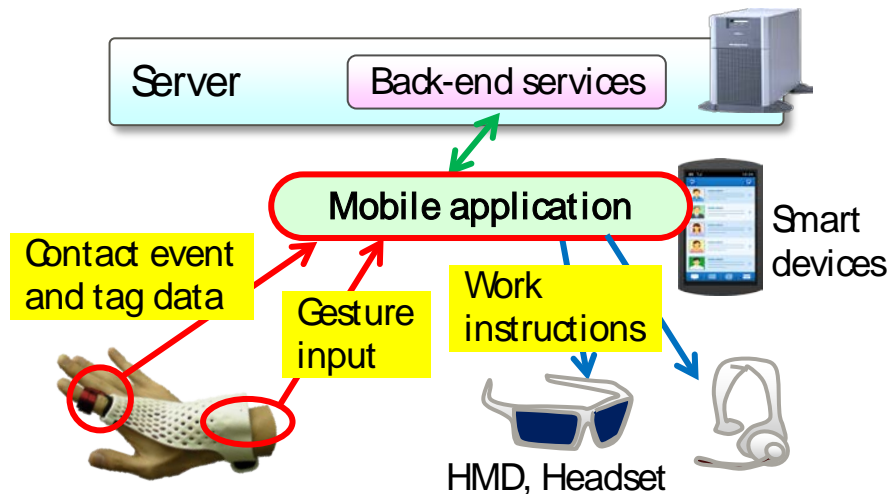 Server
Back-end services
Mobile application
Smart
devices
Contact event
and tag data
Gesture
input
Work
instructions
HMD, Headset